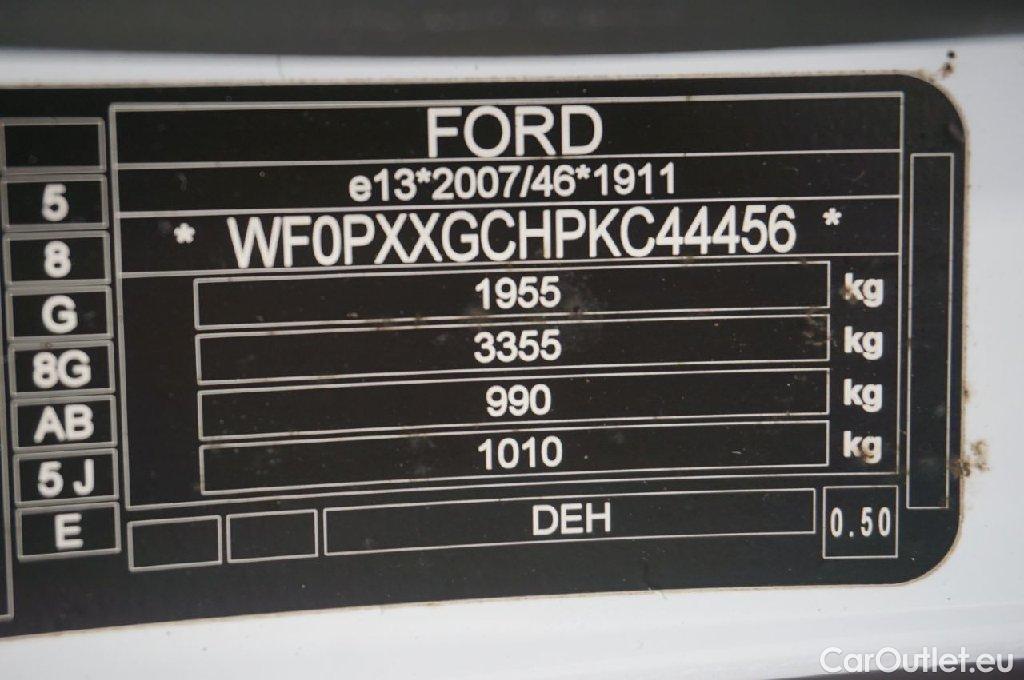 FORD
e13*2007/46*1911
* WF0PXXGCHPKC44456 *
1955 kg
3355 kg
990 kg
1010 kg
5
8
G
8G
AB
5 J
E
DEH
0.50
CarOutlet.eu